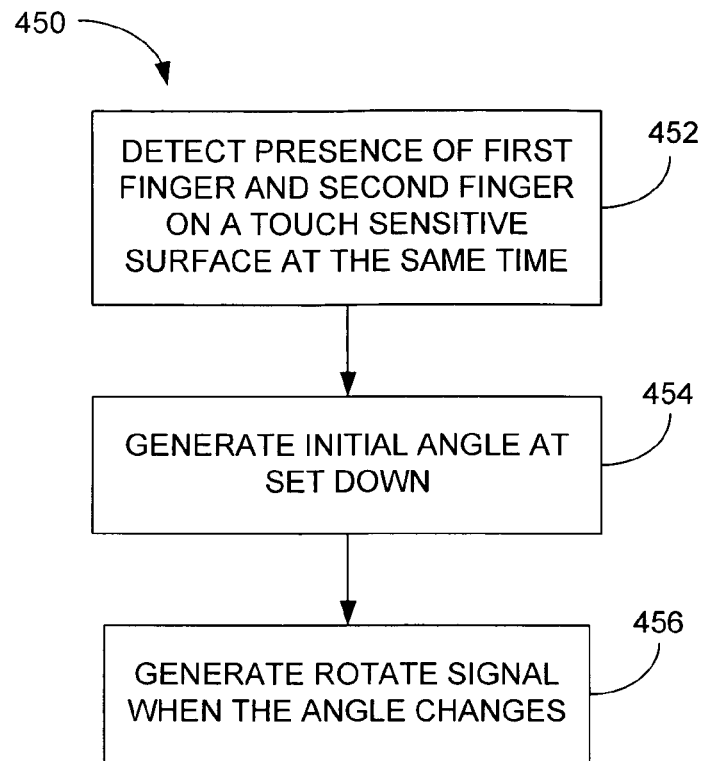 450
DETECT PRESENCE OF FIRST
FINGER AND SECOND FINGER
ON A TOUCH SENSITIVE
SURFACE AT THE SAME TIME
452
GENERATE INITIAL ANGLE AT
SET DOWN
454
GENERATE ROTATE SIGNAL
WHEN THE ANGLE CHANGES
456